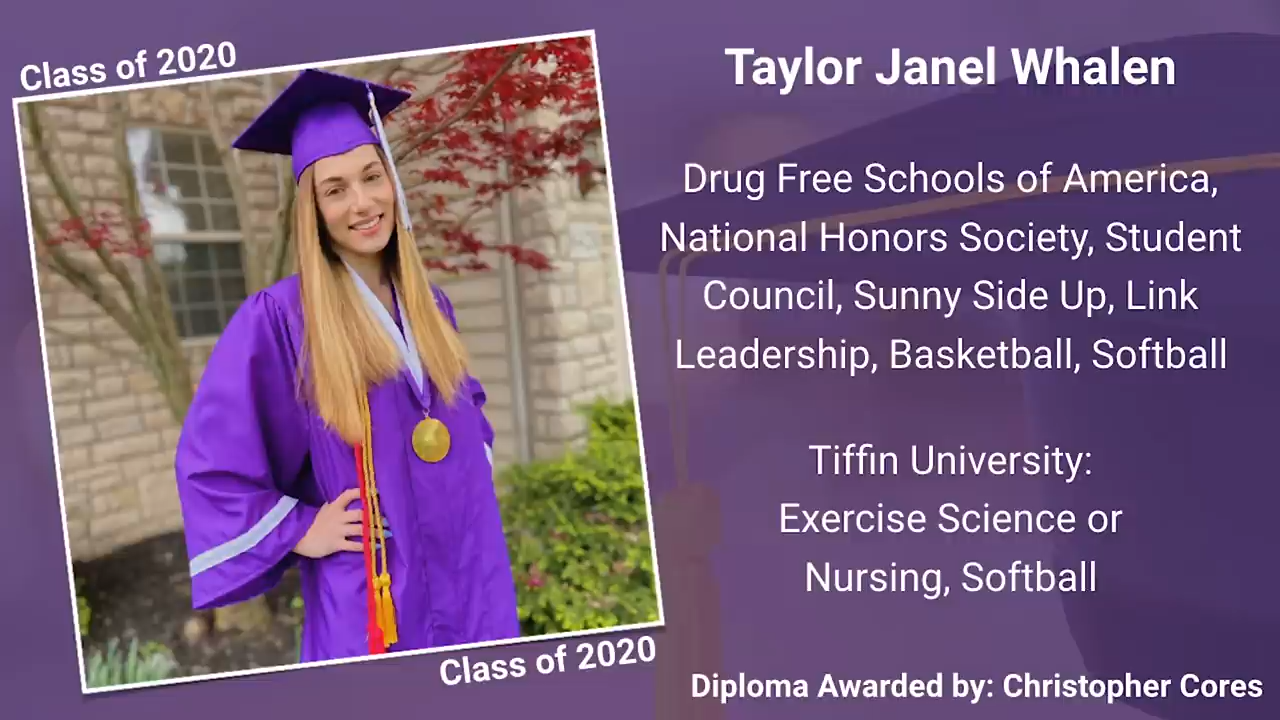 Class of 2020
Taylor Janel Whalen
Drug Free Schools of America,
National Honors Society, Student
Council, Sunny Side Up, Link
Leadership, Basketball, Softball
Tiffin University:
Exercise Science or
Nursing, Softball
Class of 2020
Diploma Awarded by: Christopher Cores